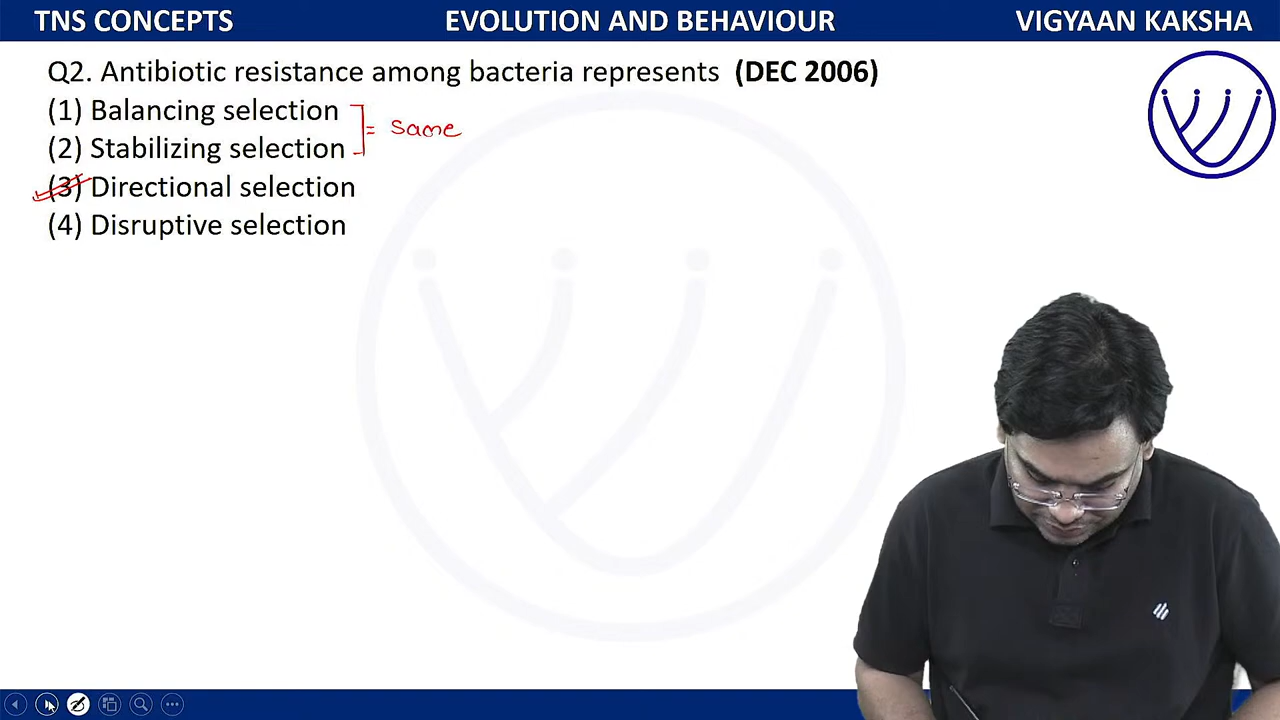 TNS CONCEPTS EVOLUTION AND BEHAVIOUR VIGYAAN KAKSHA
Q2. Antibiotic resistance among bacteria represents (DEC 2006)
(1) Balancing selection
= same
(2) Stabilizing selection
(3) Directional selection
(4) Disruptive selection